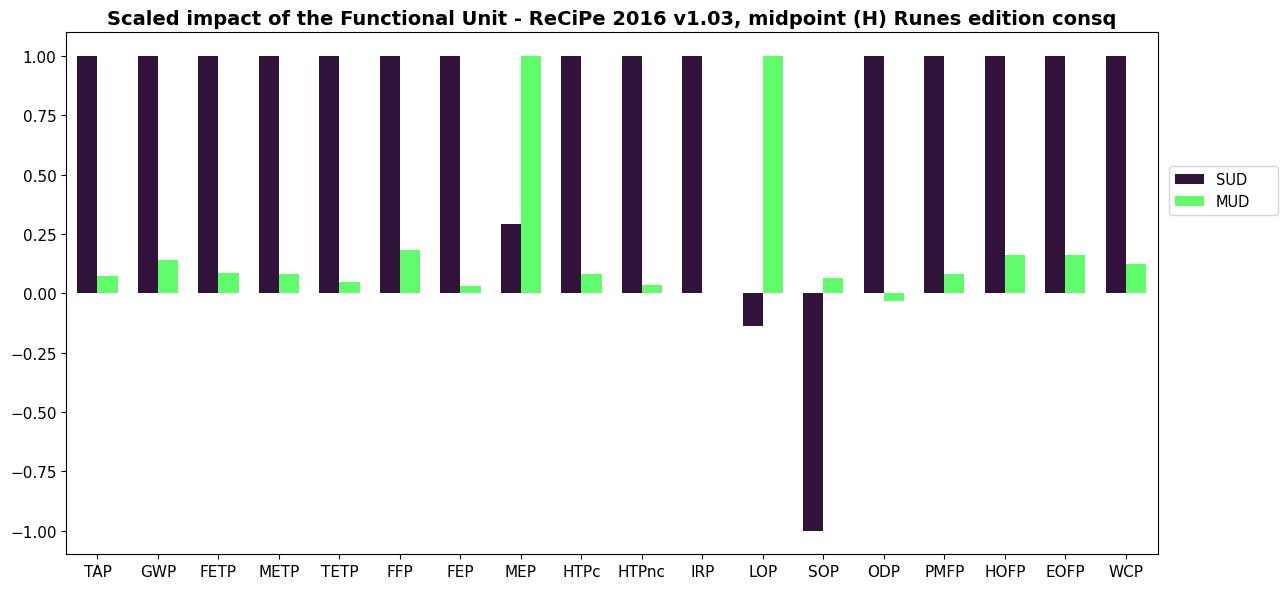 Scaled impact of the Functional Unit - ReCiPe 2016 v1.03, midpoint (H) Runes edition consq
1.00
0.75
0.50
0.25
0.00
−0.25
−0.50
−0.75
−1.00
TAP GWP FETP METP TETP FFP FEP MEP HTPc HTPnc IRP LOP SOP ODP PMFP HOFP EOFP WCP
SUD
MUD